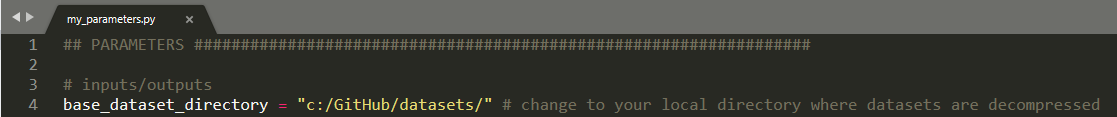 my_parameters.py ×
1 ## PARAMETERS ##################################################################
2
3 # inputs/outputs
4 base_dataset_directory = "c:/GitHub/datasets/" # change to your local directory where datasets are decompressed